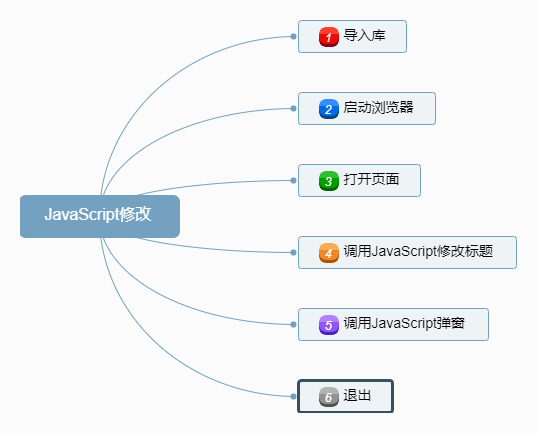 1 导入库
2 启动浏览器
3 打开页面
JavaScript修改
4 调用JavaScript修改标题
5 调用JavaScript弹窗
6 退出